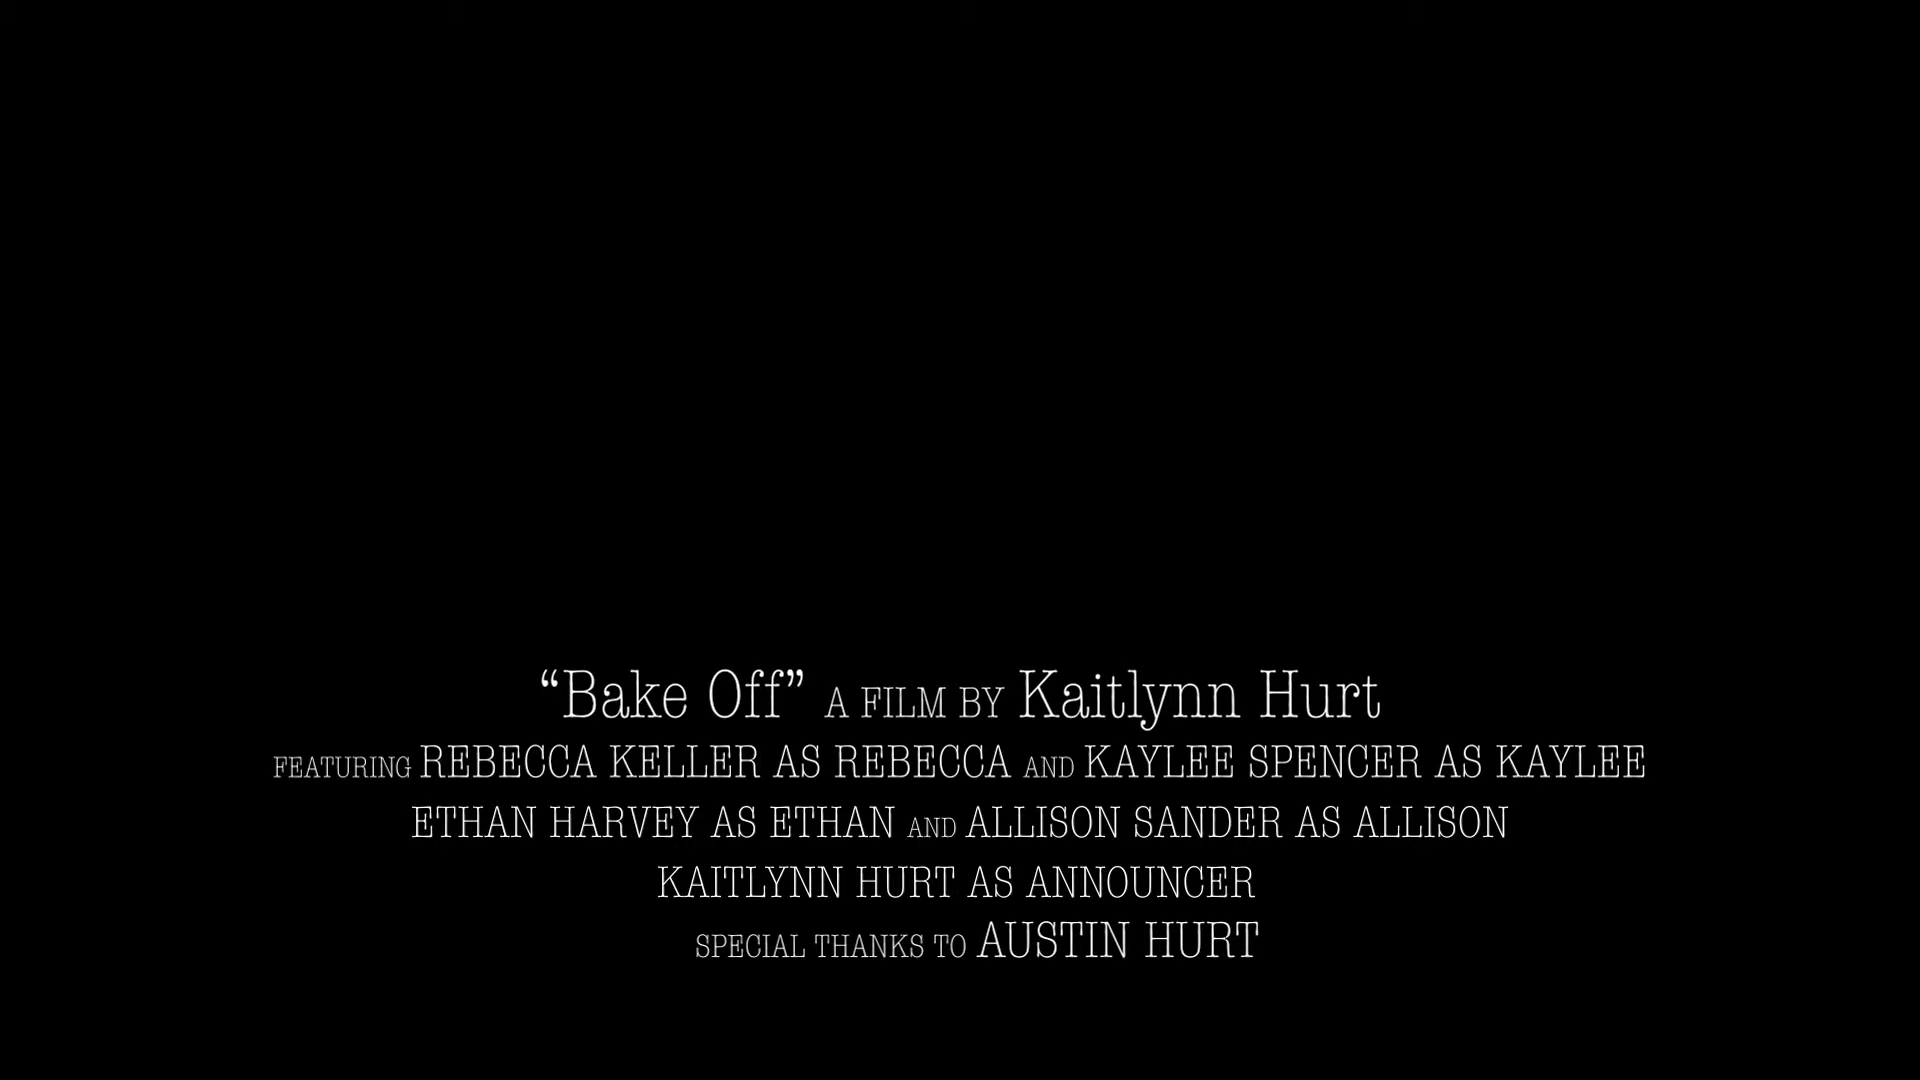 “Bake Off” A FILM BY Kaitlynn Hurt
FEATURING REBECCA KELLER AS REBECCA AND KAYLEE SPENCER AS KAYLEE
ETHAN HARVEY AS ETHAN AND ALLISON SANDER AS ALLISON
KAITLYNN HURT AS ANNOUNCER
SPECIAL THANKS TO AUSTIN HURT